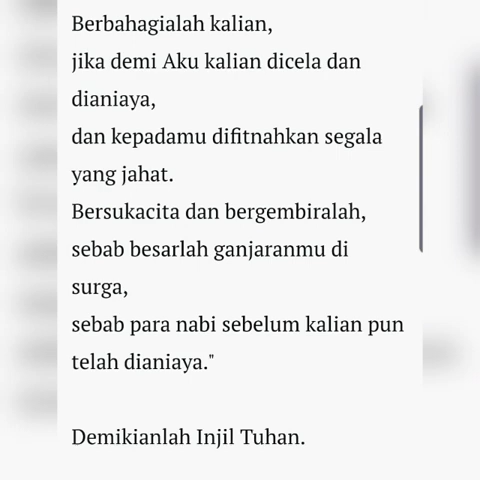 Berbahagialah kalian,
jika demi Aku kalian dicela dan
dianiaya,
dan kepadamu difitnahkan segala
yang jahat.
Bersukacita dan bergembiralah,
sebab besarlah ganjaranmu di
surga,
sebab para nabi sebelum kalian pun
telah dianiaya."
Demikianlah Injil Tuhan.